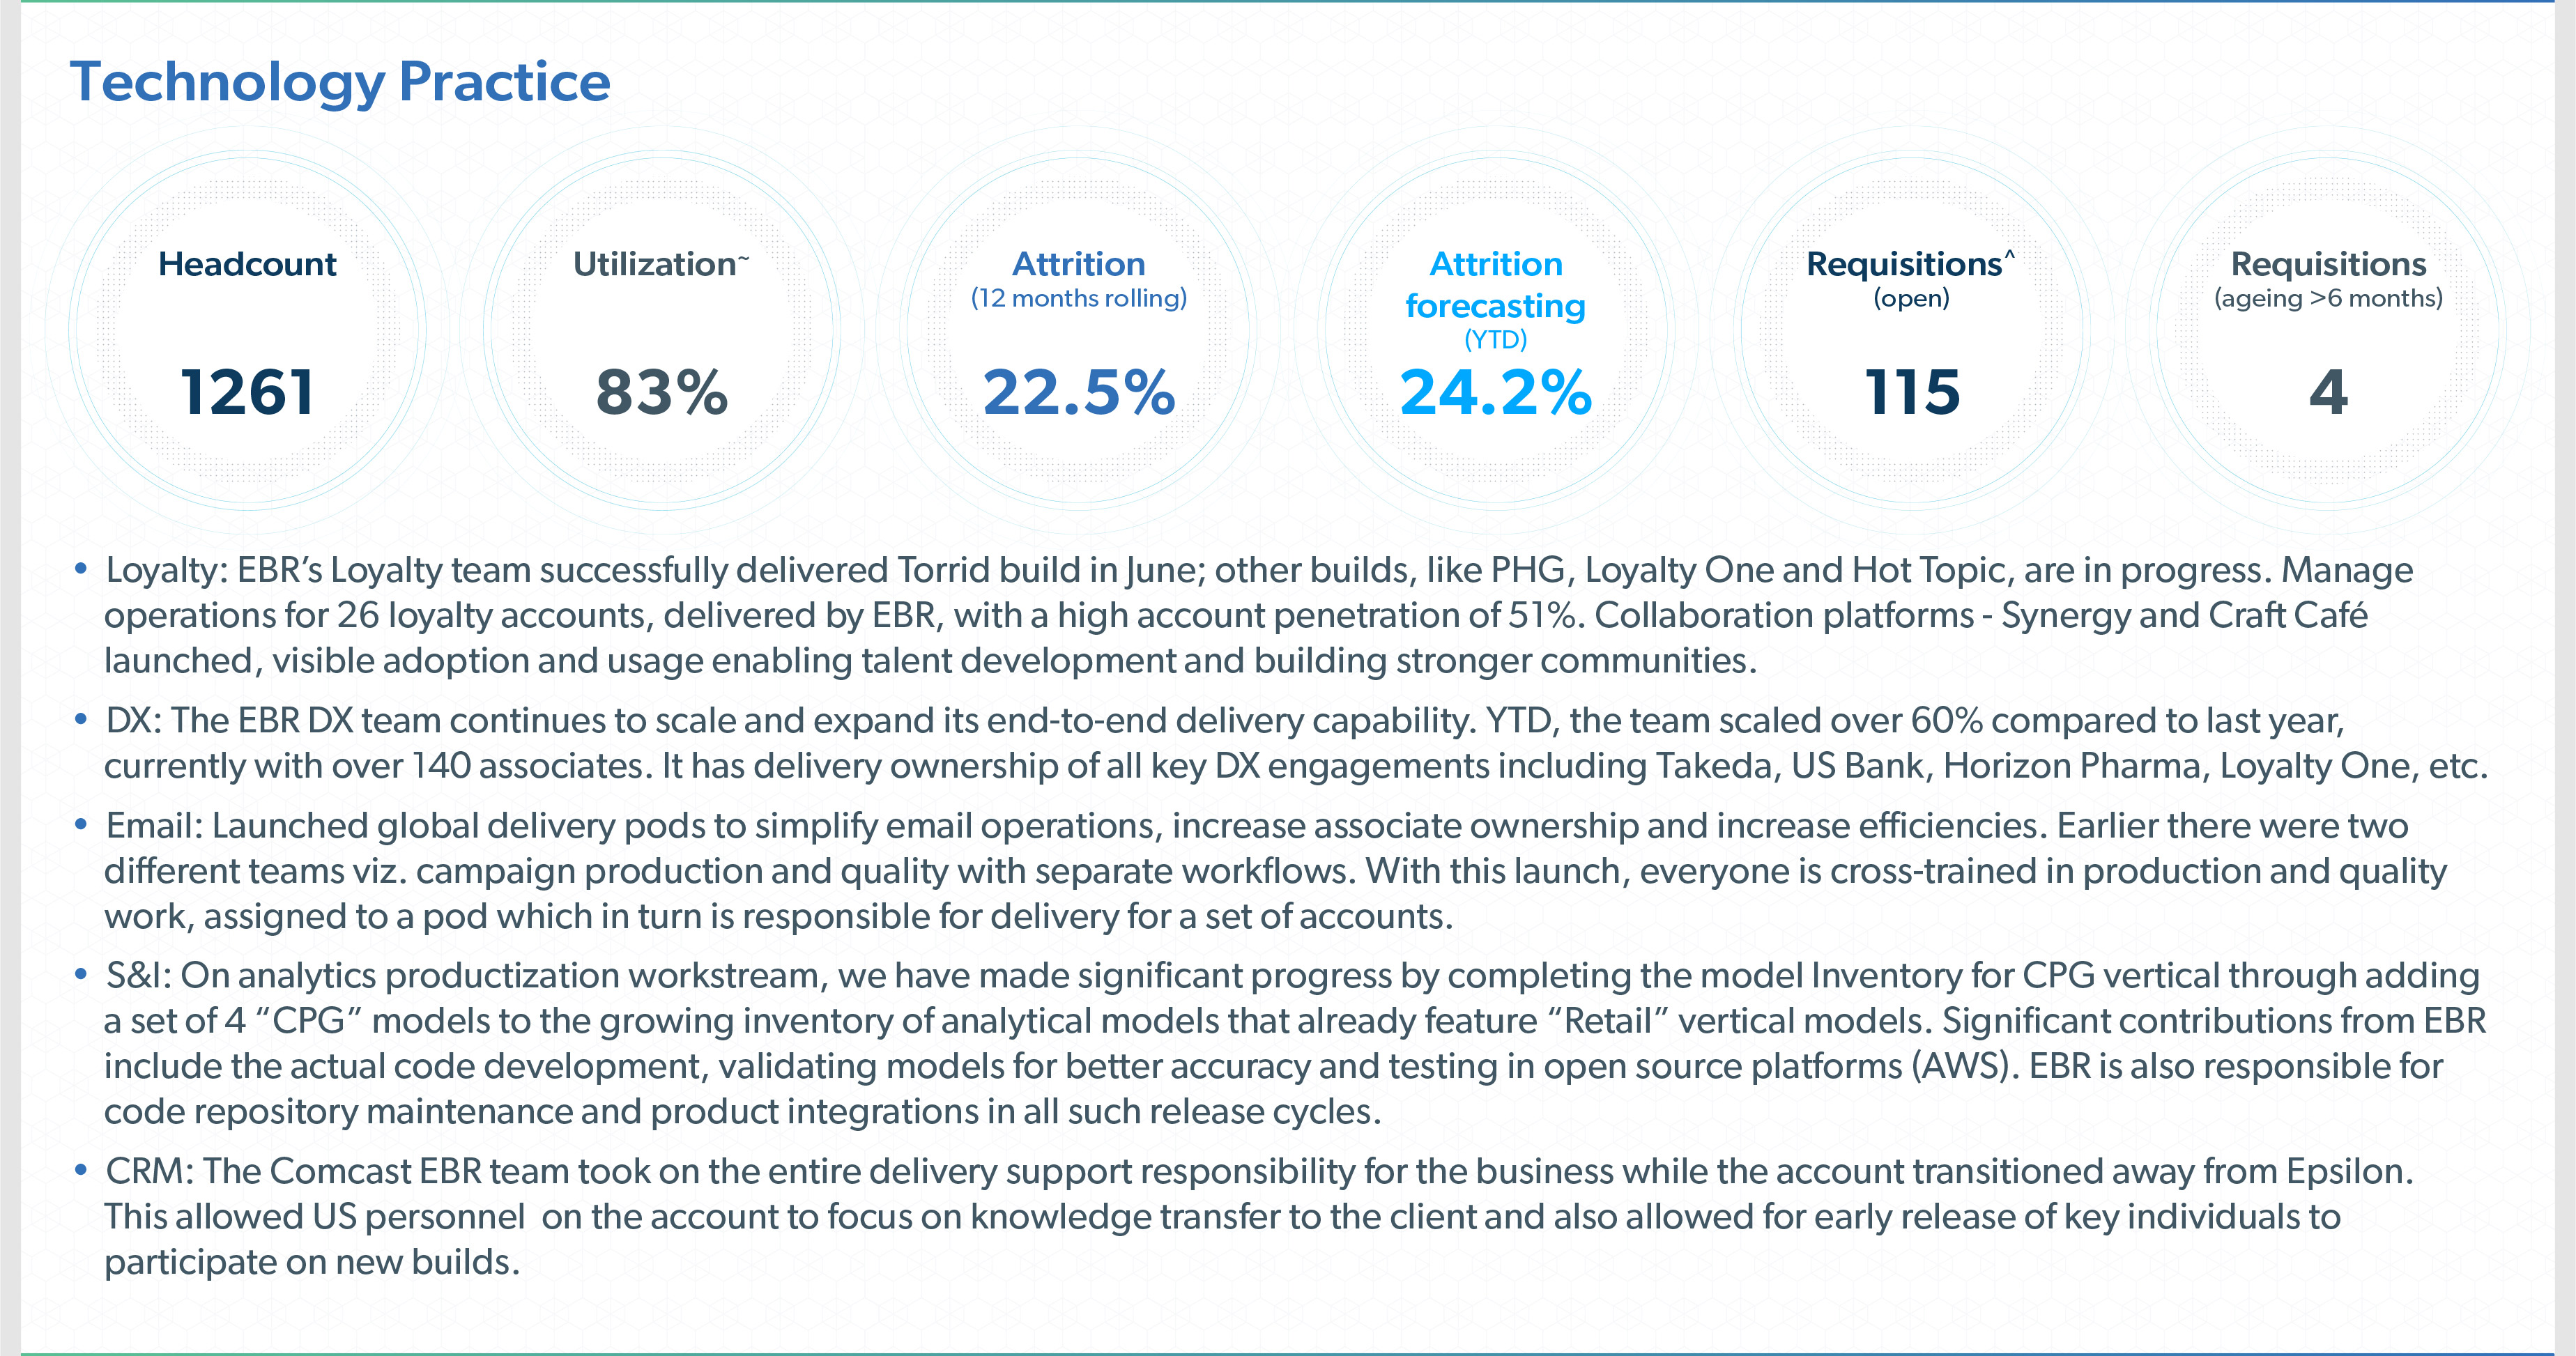 Technology Practice
Headcount
1261
Utilization~
83%
Attrition
(12 months rolling)
22.5%
Attrition
forecasting
(YTD)
24.2%
Requisitions^
(open)
115
Requisitions
(ageing >6 months)
4
• Loyalty: EBR’s Loyalty team successfully delivered Torrid build in June; other builds, like PHG, Loyalty One and Hot Topic, are in progress. Manage
operations for 26 loyalty accounts, delivered by EBR, with a high account penetration of 51%. Collaboration platforms - Synergy and Craft Café
launched, visible adoption and usage enabling talent development and building stronger communities.
• DX: The EBR DX team continues to scale and expand its end-to-end delivery capability. YTD, the team scaled over 60% compared to last year,
currently with over 140 associates. It has delivery ownership of all key DX engagements including Takeda, US Bank, Horizon Pharma, Loyalty One, etc.
• Email: Launched global delivery pods to simplify email operations, increase associate ownership and increase efficiencies. Earlier there were two
different teams viz. campaign production and quality with separate workflows. With this launch, everyone is cross-trained in production and quality
work, assigned to a pod which in turn is responsible for delivery for a set of accounts.
• S&I: On analytics productization workstream, we have made significant progress by completing the model Inventory for CPG vertical through adding
a set of 4 “CPG” models to the growing inventory of analytical models that already feature “Retail” vertical models. Significant contributions from EBR
include the actual code development, validating models for better accuracy and testing in open source platforms (AWS). EBR is also responsible for
code repository maintenance and product integrations in all such release cycles.
• CRM: The Comcast EBR team took on the entire delivery support responsibility for the business while the account transitioned away from Epsilon.
This allowed US personnel  on the account to focus on knowledge transfer to the client and also allowed for early release of key individuals to
participate on new builds.